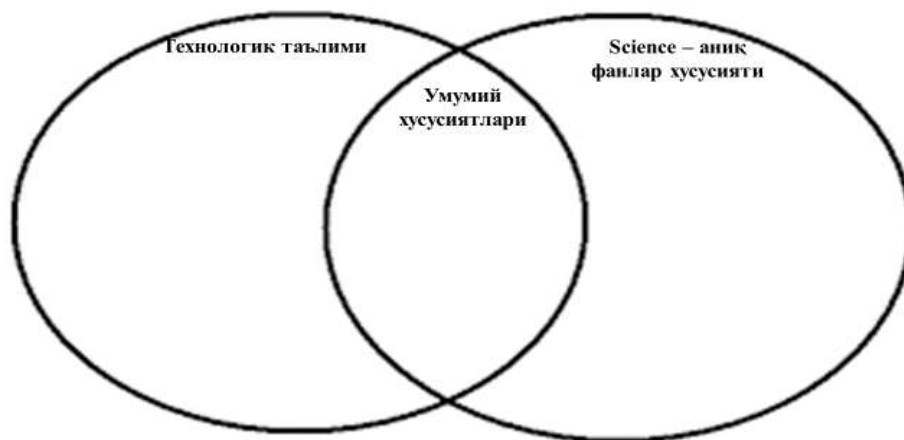 Технологик таълими
Science – аниқ
фанлар хусусияти
Умумий
хусусиятлари